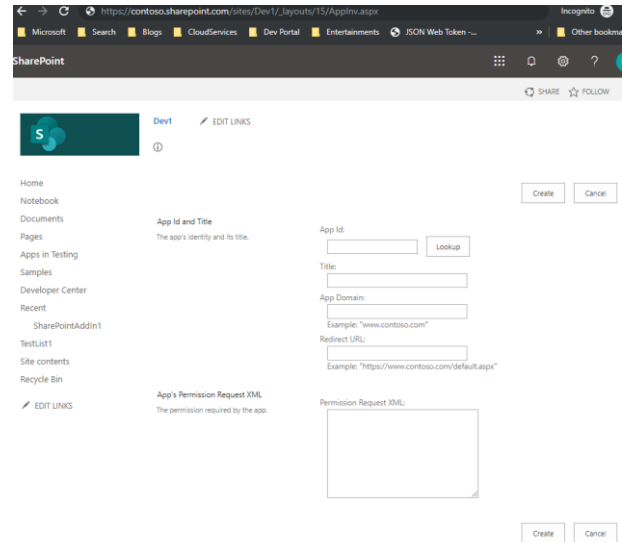 https://contoso.sharepoint.com/sites/Dev1/_layouts/15/AppInv.aspx Incognito
Microsoft Search Blogs CloudServices Dev Portal Entertainments JSON Web Token -... » Other bookma
SharePoint ?
SHARE FOLLOW
S
Dev1 EDIT LINKS
Home
Notebook
Documents
Pages
Apps in Testing
Samples
Developer Center
Recent
SharePointAddIn1
TestList1
Site contents
Recycle Bin
EDIT LINKS
Create Cancel
App Id and Title
The app's identity and its title.
App Id:
Lookup
Title:
App Domain:
Example: "www.contoso.com"
Redirect URL:
Example: "https://www.contoso.com/default.aspx"
App's Permission Request XML
The permission required by the app.
Permission Request XML:
Create Cancel